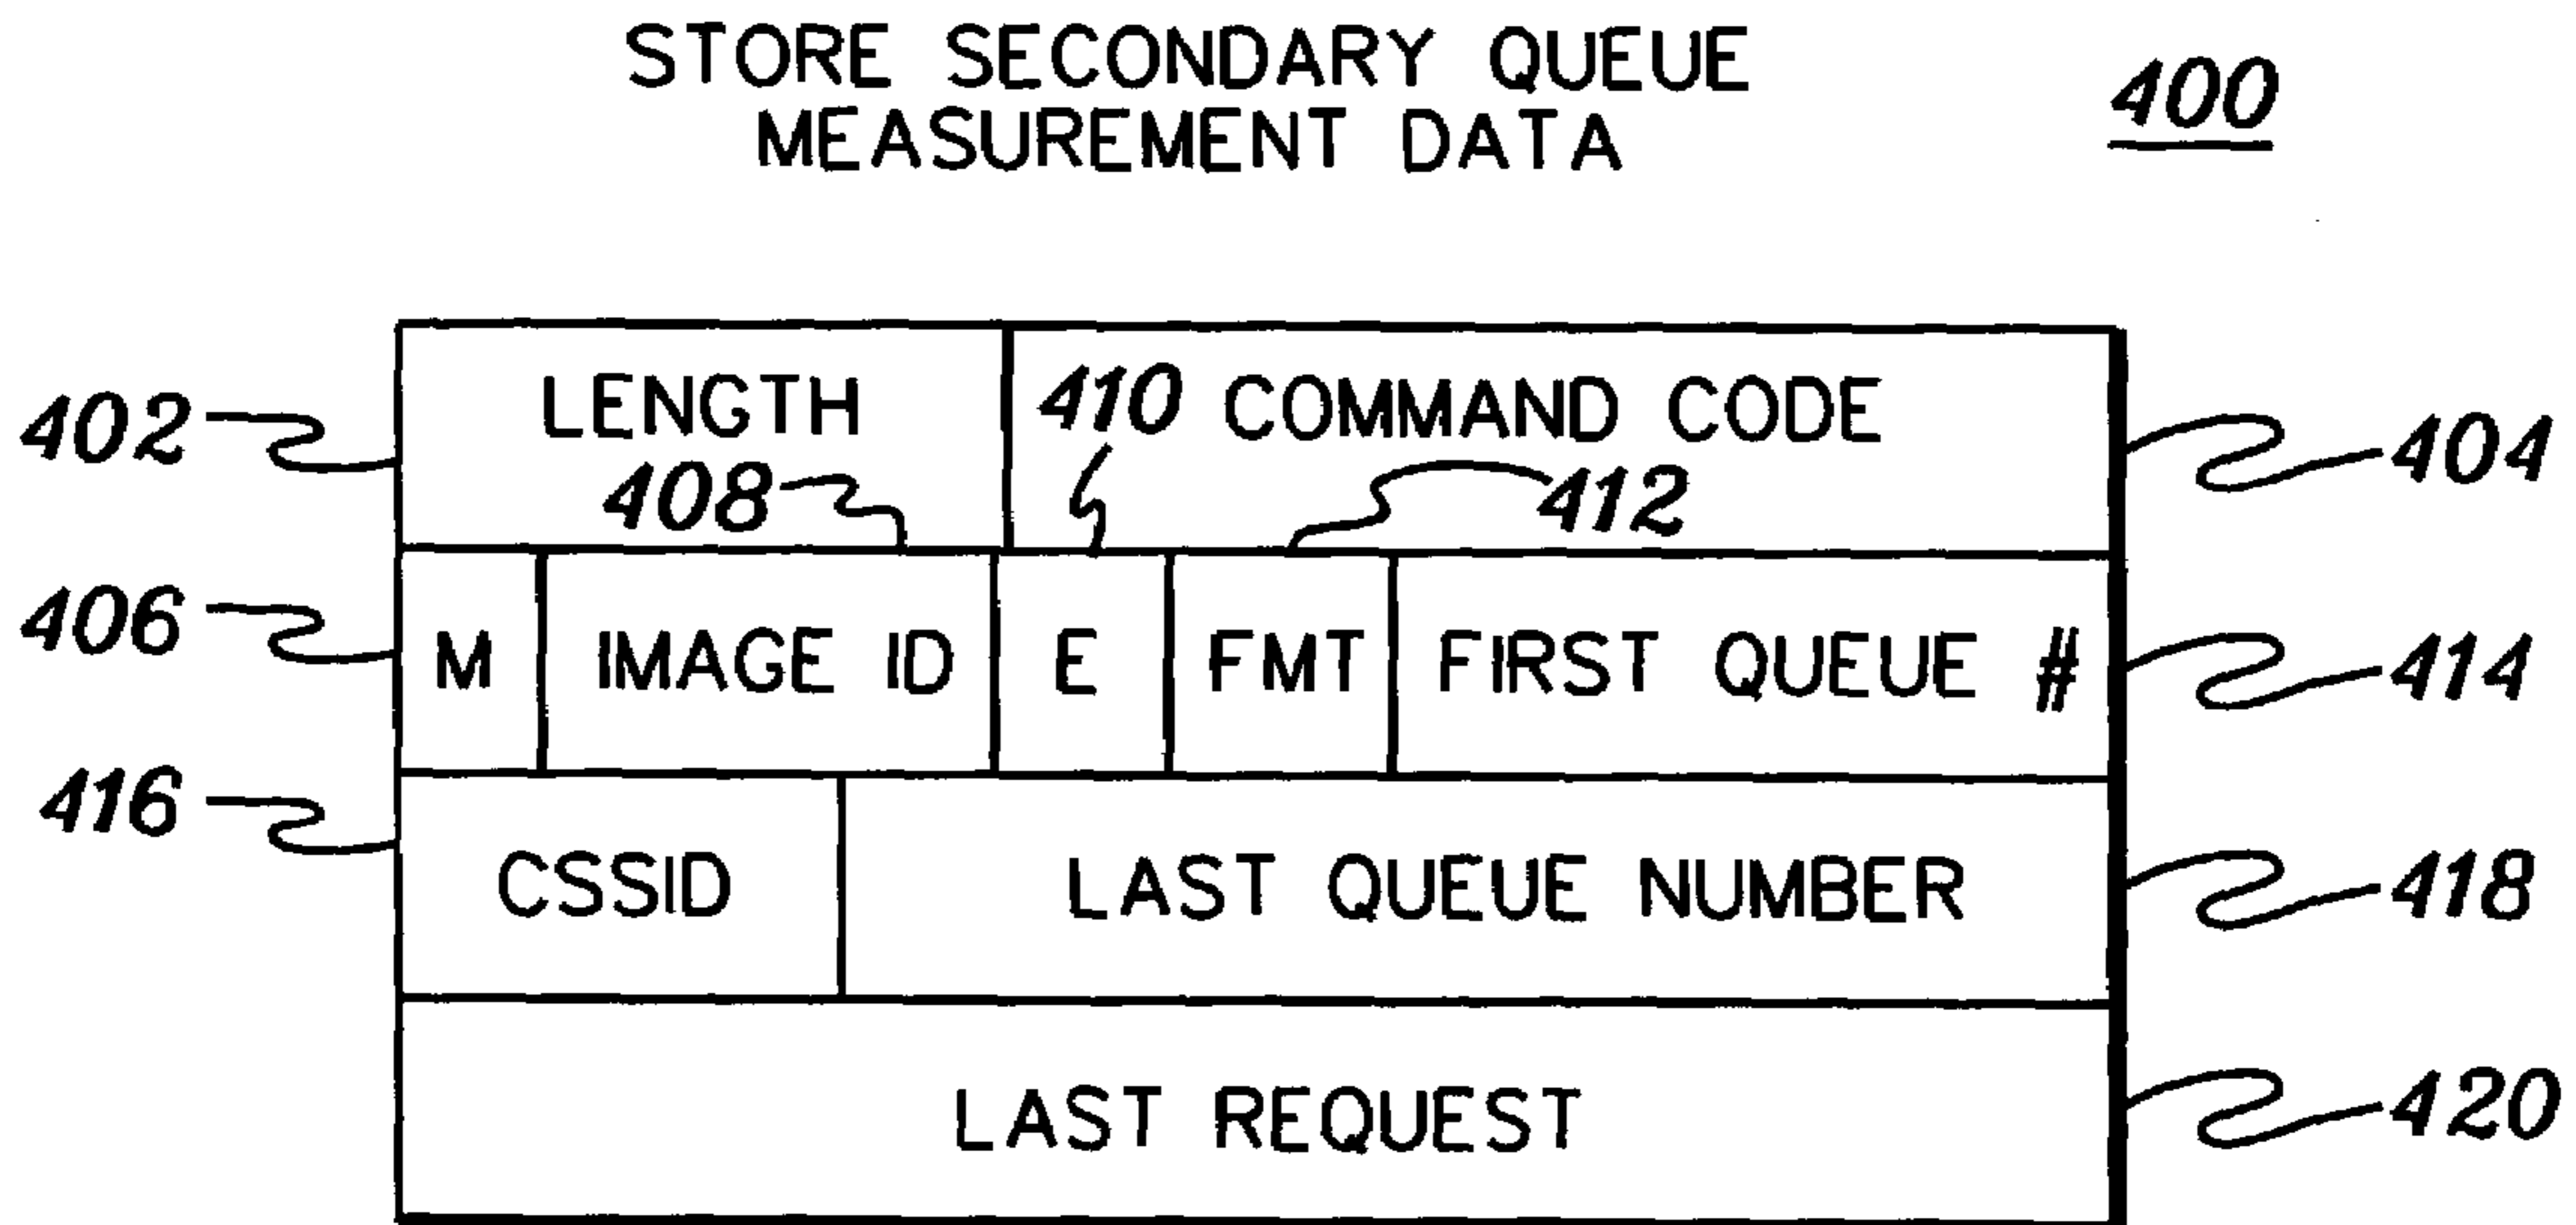 STORE SECONDARY QUEUE
MEASUREMENT DATA
400
402 LENGTH 410 COMMAND CODE 404
408 412
406 M IMAGE ID E FMT FIRST QUEUE # 414
416 CSSID LAST QUEUE NUMBER 418
LAST REQUEST 420